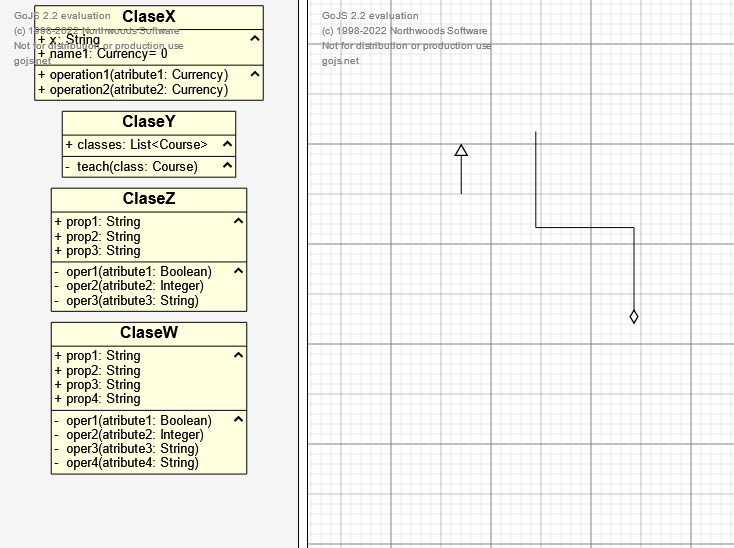 GoJS 2.2 evaluation
(c) 1998-2022 Northwoods Software
Not for distribution or production use
gojs.net
ClaseX
+ x: String
+ name1: Currency= 0
+ operation1(atribute1: Currency)
+ operation2(atribute2: Currency)
ClaseY
+ classes: List<Course>
- teach(class: Course)
ClaseZ
+ prop1: String
+ prop2: String
+ prop3: String
- oper1(atribute1: Boolean)
- oper2(atribute2: Integer)
- oper3(atribute3: String)
ClaseW
+ prop1: String
+ prop2: String
+ prop3: String
+ prop4: String
- oper1(atribute1: Boolean)
- oper2(atribute2: Integer)
- oper3(atribute3: String)
- oper4(atribute4: String)
GoJS 2.2 evaluation
(c) 1998-2022 Northwoods Software
Not for distribution or production use
gojs.net